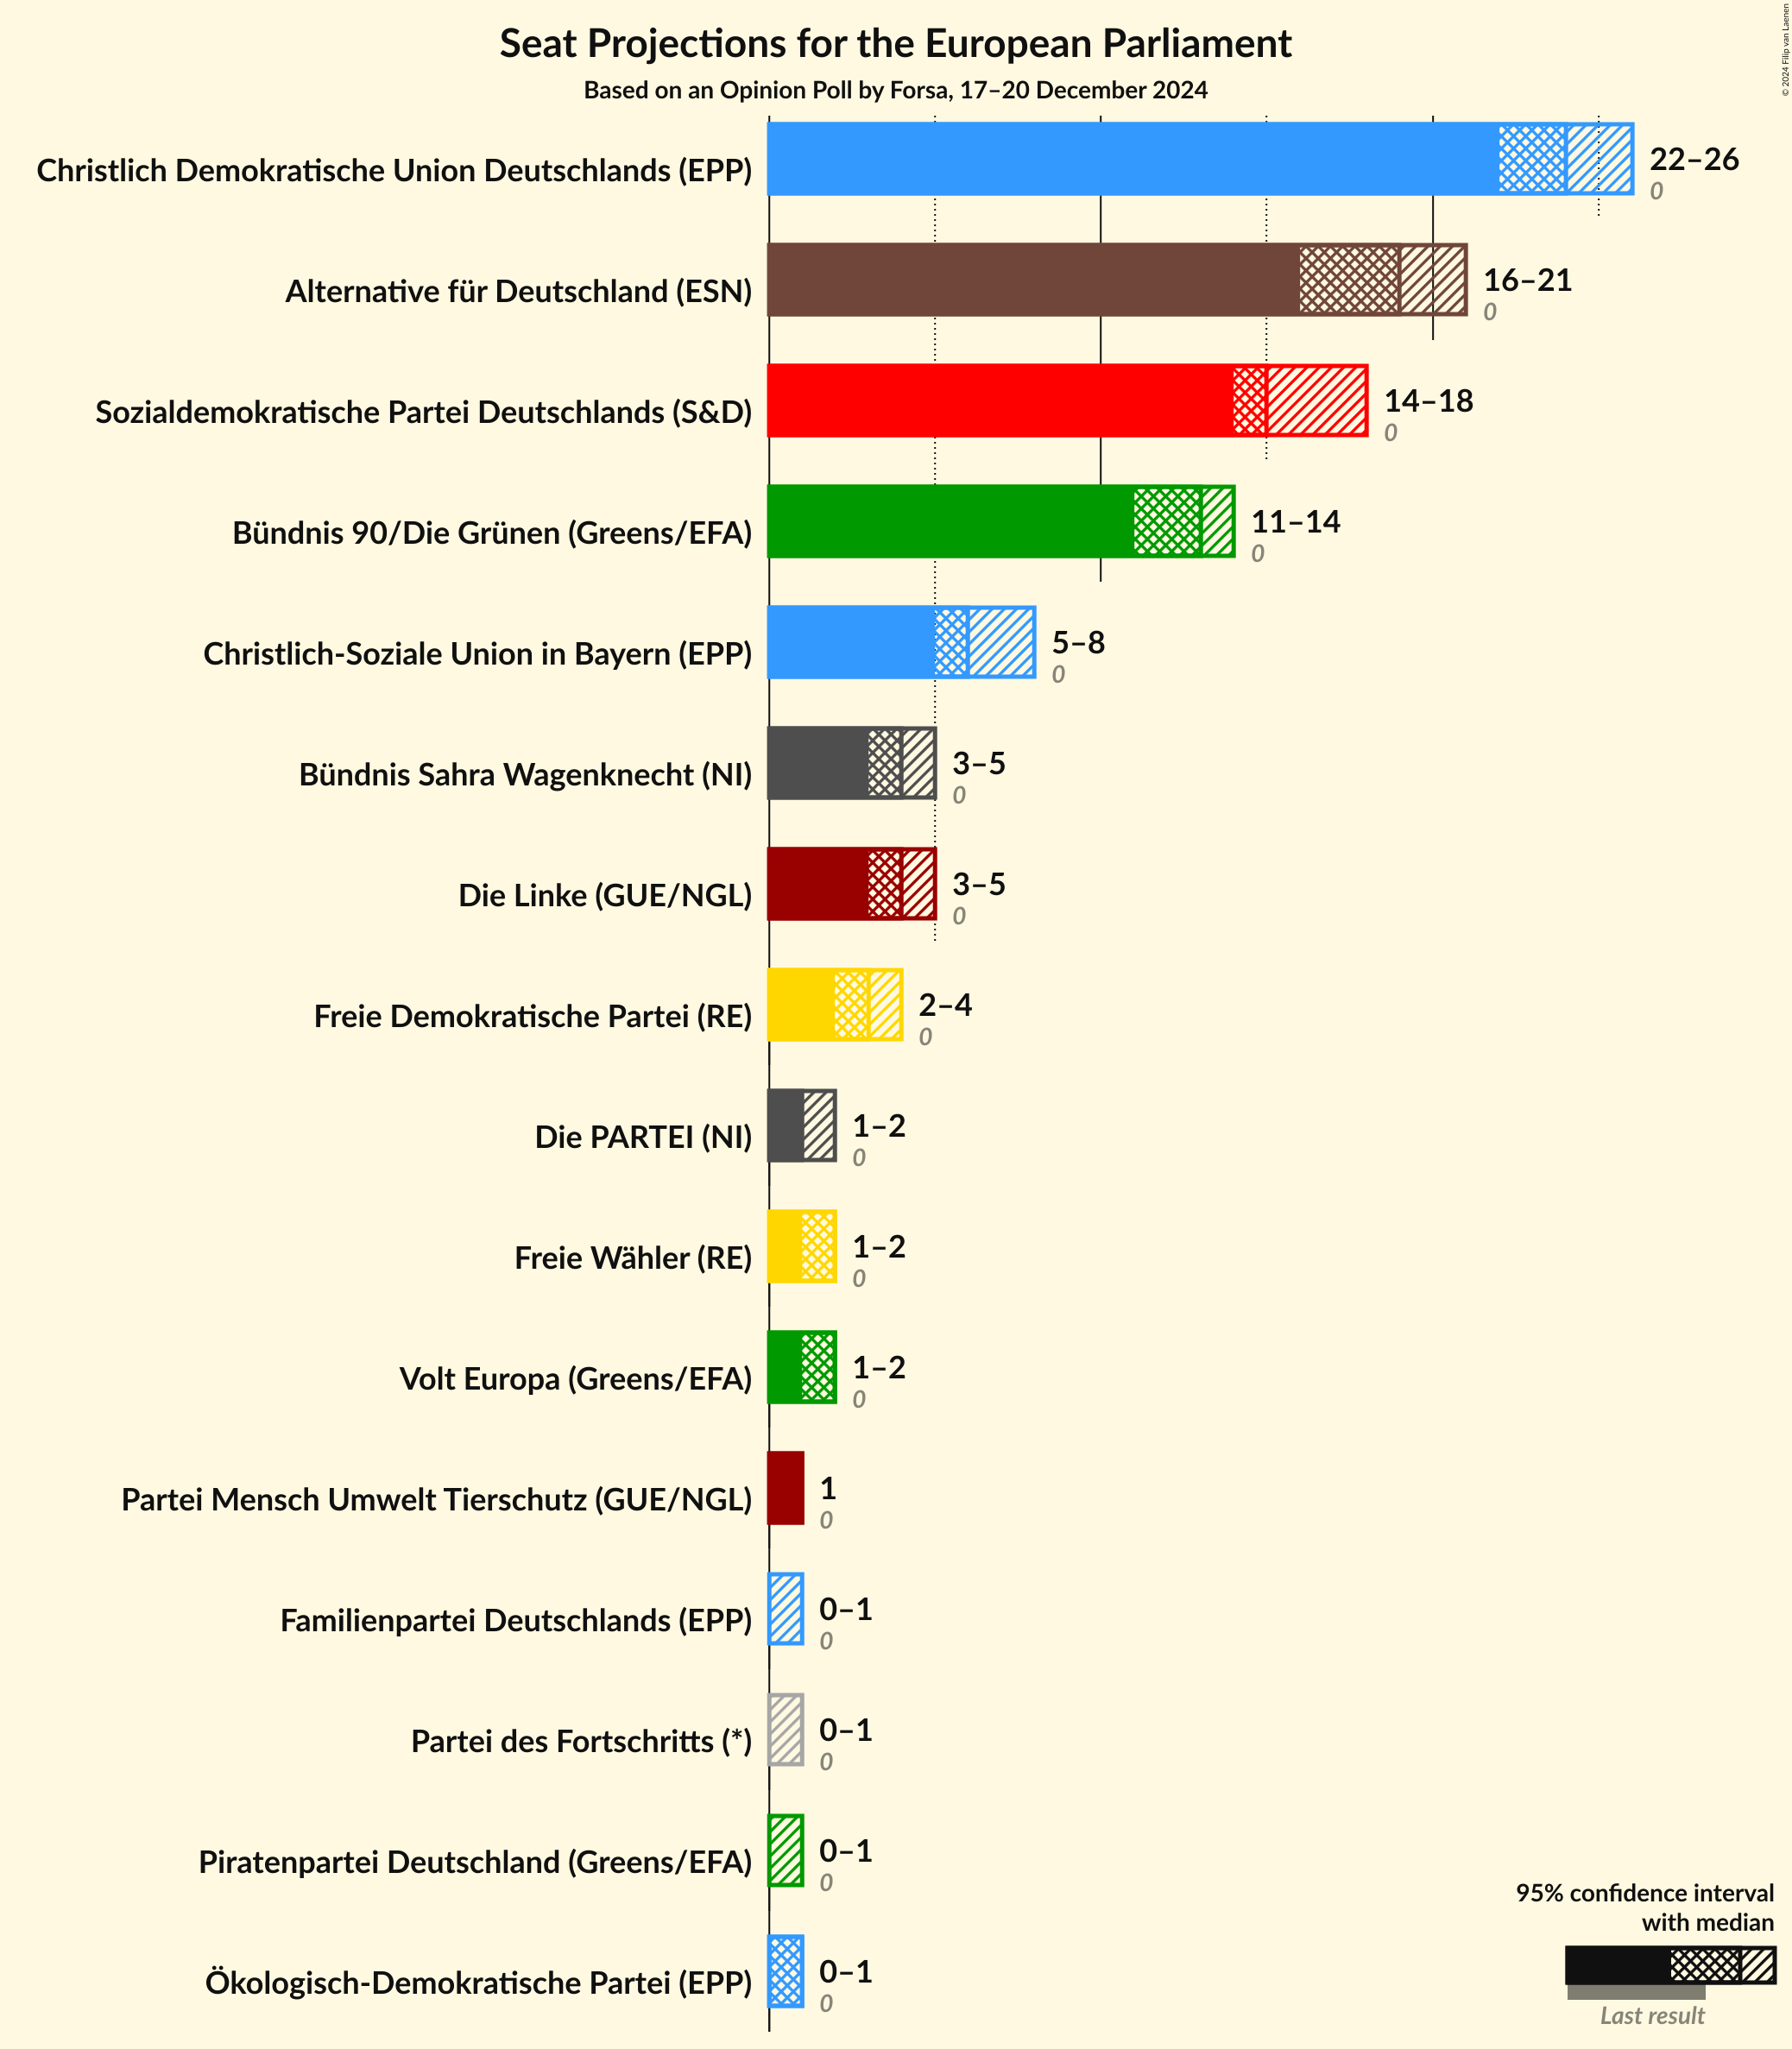 Seat Projections for the European Parliament
Based on an Opinion Poll by Forsa, 17–20 December 2024
© 2024 Filip van Laenen
Christlich Demokratische Union Deutschlands (EPP)
22–26
0
Alternative für Deutschland (ESN)
16–21
0
Sozialdemokratische Partei Deutschlands (S&D)
14–18
0
Bündnis 90/Die Grünen (Greens/EFA)
11–14
0
Christlich-Soziale Union in Bayern (EPP)
5–8
0
Bündnis Sahra Wagenknecht (NI)
3–5
0
Die Linke (GUE/NGL)
3–5
0
Freie Demokratische Partei (RE)
2–4
0
Die PARTEI (NI)
1–2
0
Freie Wähler (RE)
1–2
0
Volt Europa (Greens/EFA)
1–2
0
Partei Mensch Umwelt Tierschutz (GUE/NGL)
1
0
Familienpartei Deutschlands (EPP)
0–1
0
Partei des Fortschritts (*)
0–1
0
Piratenpartei Deutschland (Greens/EFA)
0–1
0
Ökologisch-Demokratische Partei (EPP)
0–1
0
95% confidence interval
with median
Last result